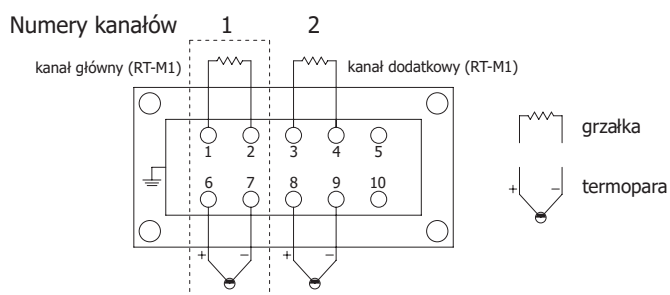 Numery kanałów 1 2
kanał główny (RT-M1) kanał dodatkowy (RT-M1)
1 2 3 4 5
6 7 8 9 10
+ − + −
grzałka
+ − termopara